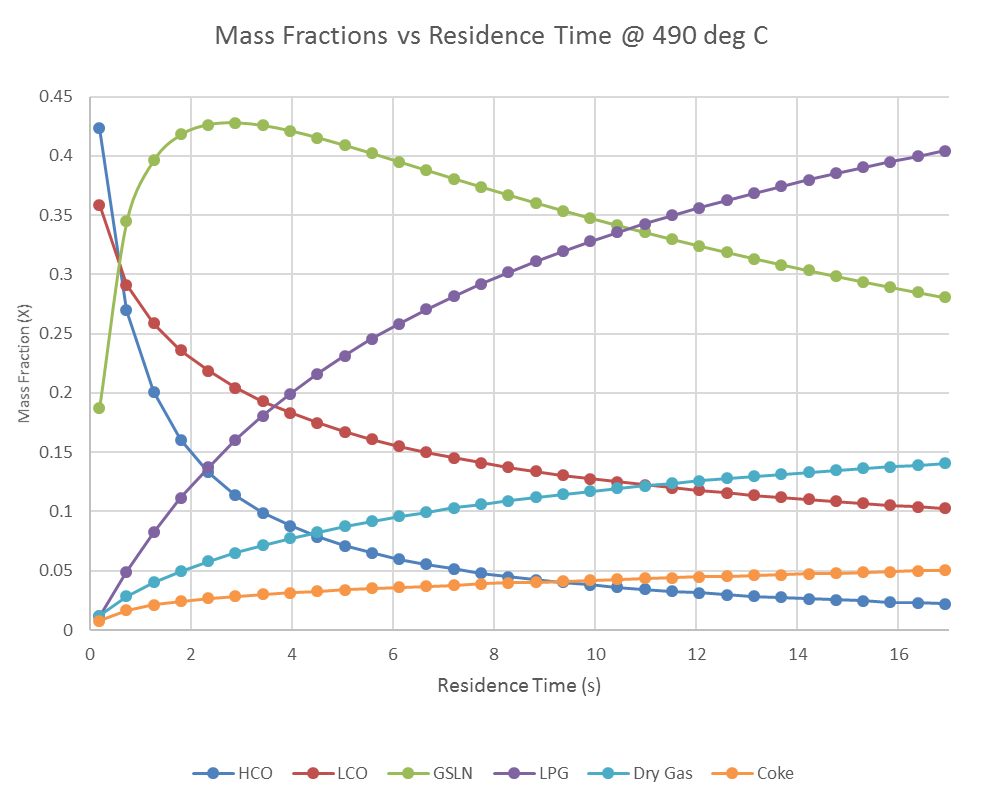 Mass Fractions vs Residence Time @ 490 deg C
0.45
0.4
0.35
0.3
0.25
0.2
0.15
0.1
0.05
0
Mass Fraction (X)
0 2 4 6 8 10 12 14 16
Residence Time (s)
HCO LCO GSLN LPG Dry Gas Coke